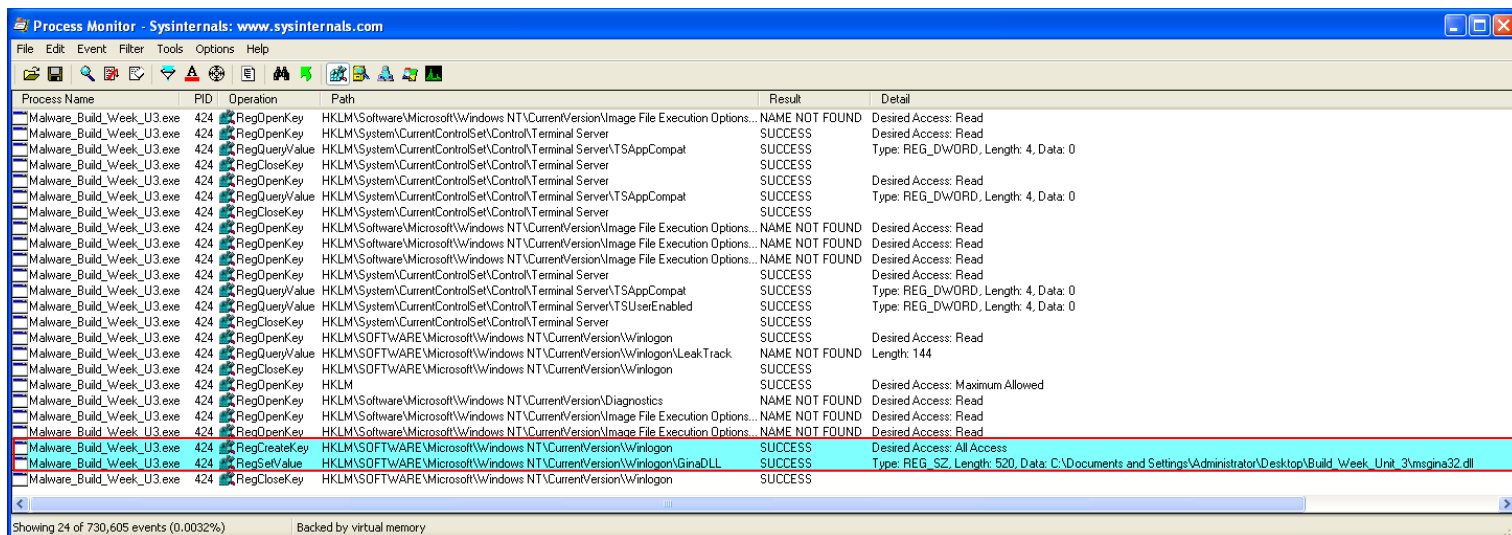 Process Monitor - Sysinternals: www.sysinternals.com
File Edit Event Filter Tools Options Help
Process Name PID Operation Path Result Detail
Malware_Build_Week_U3.exe 424 RegOpenKey HKLM\Software\Microsoft\Windows NT\CurrentVersion\Image File Execution Options... NAME NOT FOUND Desired Access: Read
Malware_Build_Week_U3.exe 424 RegOpenKey HKLM\System\CurrentControlSet\Control\Terminal Server SUCCESS Desired Access: Read
Malware_Build_Week_U3.exe 424 RegQueryValue HKLM\System\CurrentControlSet\Control\Terminal Server\TSAppCompat SUCCESS Type: REG_DWORD, Length: 4, Data: 0
Malware_Build_Week_U3.exe 424 RegCloseKey HKLM\System\CurrentControlSet\Control\Terminal Server SUCCESS
Malware_Build_Week_U3.exe 424 RegOpenKey HKLM\System\CurrentControlSet\Control\Terminal Server SUCCESS Desired Access: Read
Malware_Build_Week_U3.exe 424 RegQueryValue HKLM\System\CurrentControlSet\Control\Terminal Server\TSAppCompat SUCCESS Type: REG_DWORD, Length: 4, Data: 0
Malware_Build_Week_U3.exe 424 RegCloseKey HKLM\System\CurrentControlSet\Control\Terminal Server SUCCESS
Malware_Build_Week_U3.exe 424 RegOpenKey HKLM\Software\Microsoft\Windows NT\CurrentVersion\Image File Execution Options... NAME NOT FOUND Desired Access: Read
Malware_Build_Week_U3.exe 424 RegOpenKey HKLM\Software\Microsoft\Windows NT\CurrentVersion\Image File Execution Options... NAME NOT FOUND Desired Access: Read
Malware_Build_Week_U3.exe 424 RegOpenKey HKLM\Software\Microsoft\Windows NT\CurrentVersion\Image File Execution Options... NAME NOT FOUND Desired Access: Read
Malware_Build_Week_U3.exe 424 RegOpenKey HKLM\System\CurrentControlSet\Control\Terminal Server SUCCESS Desired Access: Read
Malware_Build_Week_U3.exe 424 RegQueryValue HKLM\System\CurrentControlSet\Control\Terminal Server\TSAppCompat SUCCESS Type: REG_DWORD, Length: 4, Data: 0
Malware_Build_Week_U3.exe 424 RegQueryValue HKLM\System\CurrentControlSet\Control\Terminal Server\TSUserEnabled SUCCESS Type: REG_DWORD, Length: 4, Data: 0
Malware_Build_Week_U3.exe 424 RegCloseKey HKLM\System\CurrentControlSet\Control\Terminal Server SUCCESS
Malware_Build_Week_U3.exe 424 RegOpenKey HKLM\SOFTWARE\Microsoft\Windows NT\CurrentVersion\Winlogon SUCCESS Desired Access: Read
Malware_Build_Week_U3.exe 424 RegQueryValue HKLM\SOFTWARE\Microsoft\Windows NT\CurrentVersion\Winlogon\LeakTrack NAME NOT FOUND Length: 144
Malware_Build_Week_U3.exe 424 RegCloseKey HKLM\SOFTWARE\Microsoft\Windows NT\CurrentVersion\Winlogon SUCCESS
Malware_Build_Week_U3.exe 424 RegOpenKey HKLM SUCCESS Desired Access: Maximum Allowed
Malware_Build_Week_U3.exe 424 RegOpenKey HKLM\Software\Microsoft\Windows NT\CurrentVersion\Diagnostics NAME NOT FOUND Desired Access: Read
Malware_Build_Week_U3.exe 424 RegOpenKey HKLM\Software\Microsoft\Windows NT\CurrentVersion\Image File Execution Options... NAME NOT FOUND Desired Access: Read
Malware_Build_Week_U3.exe 424 RegOpenKey HKLM\Software\Microsoft\Windows NT\CurrentVersion\Image File Execution Options... NAME NOT FOUND Desired Access: Read
Malware_Build_Week_U3.exe 424 RegCreateKey HKLM\SOFTWARE\Microsoft\Windows NT\CurrentVersion\Winlogon SUCCESS Desired Access: All Access
Malware_Build_Week_U3.exe 424 RegSetValue HKLM\SOFTWARE\Microsoft\Windows NT\CurrentVersion\Winlogon\GinaDLL SUCCESS Type: REG_SZ, Length: 520, Data: C:\Documents and Settings\Administrator\Desktop\Build_Week_Unit_3\msgina32.dll
Malware_Build_Week_U3.exe 424 RegCloseKey HKLM\SOFTWARE\Microsoft\Windows NT\CurrentVersion\Winlogon SUCCESS
Showing 24 of 730,605 events (0.0032%) Backed by virtual memory